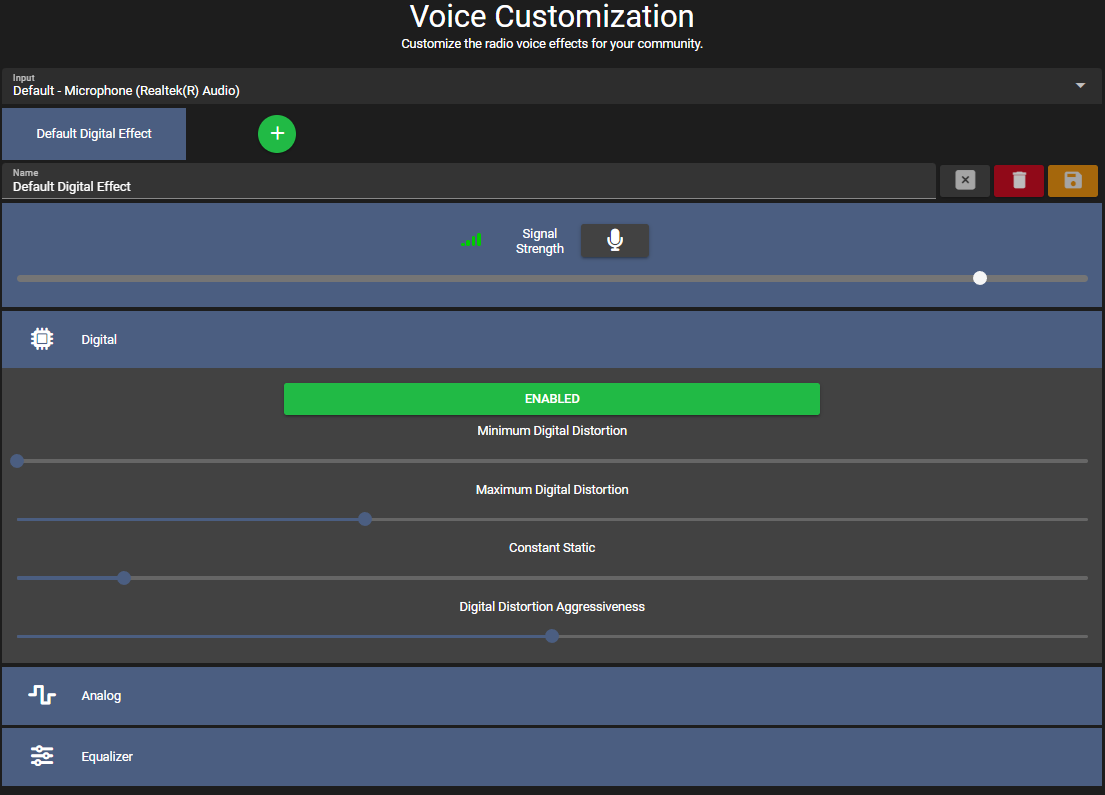 Voice Customization
Customize the radio voice effects for your community.
Input
Default - Microphone (Realtek(R) Audio)
Default Digital Effect
Name
Default Digital Effect
Signal
Strength
Digital
ENABLED
Minimum Digital Distortion
Maximum Digital Distortion
Constant Static
Digital Distortion Aggressiveness
Analog
Equalizer